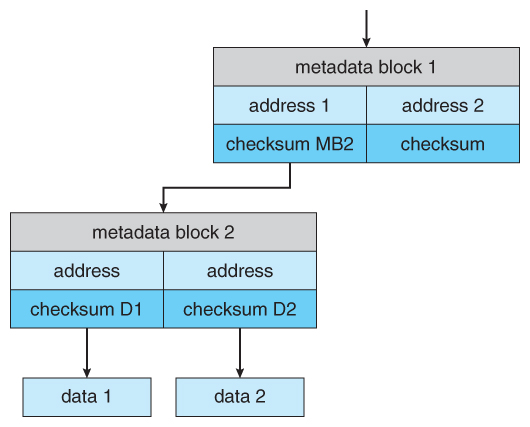 metadata block 1
address 1 address 2
checksum MB2 checksum
metadata block 2
address address
checksum D1 checksum D2
data 1 data 2